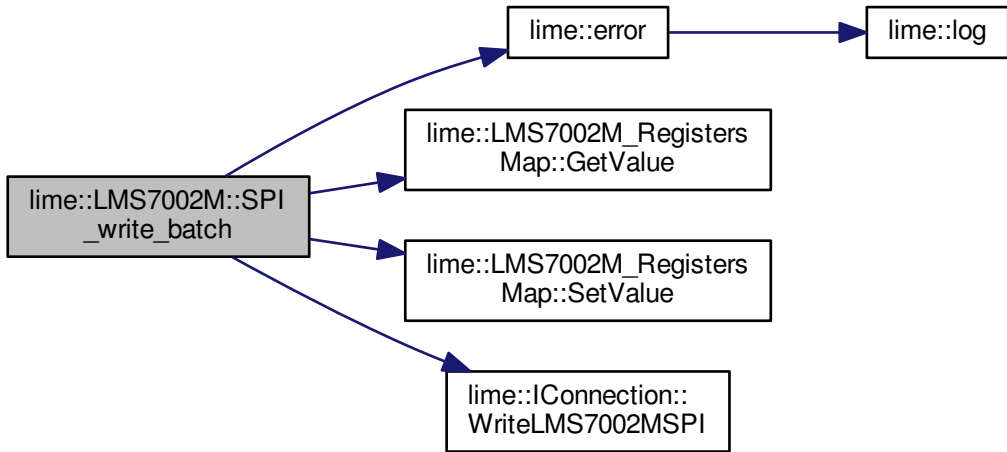 lime::error
lime::log
lime::LMS7002M_Registers
Map::GetValue
lime::LMS7002M::SPI
_write_batch
lime::LMS7002M_Registers
Map::SetValue
lime::IConnection::
WriteLMS7002MSPI